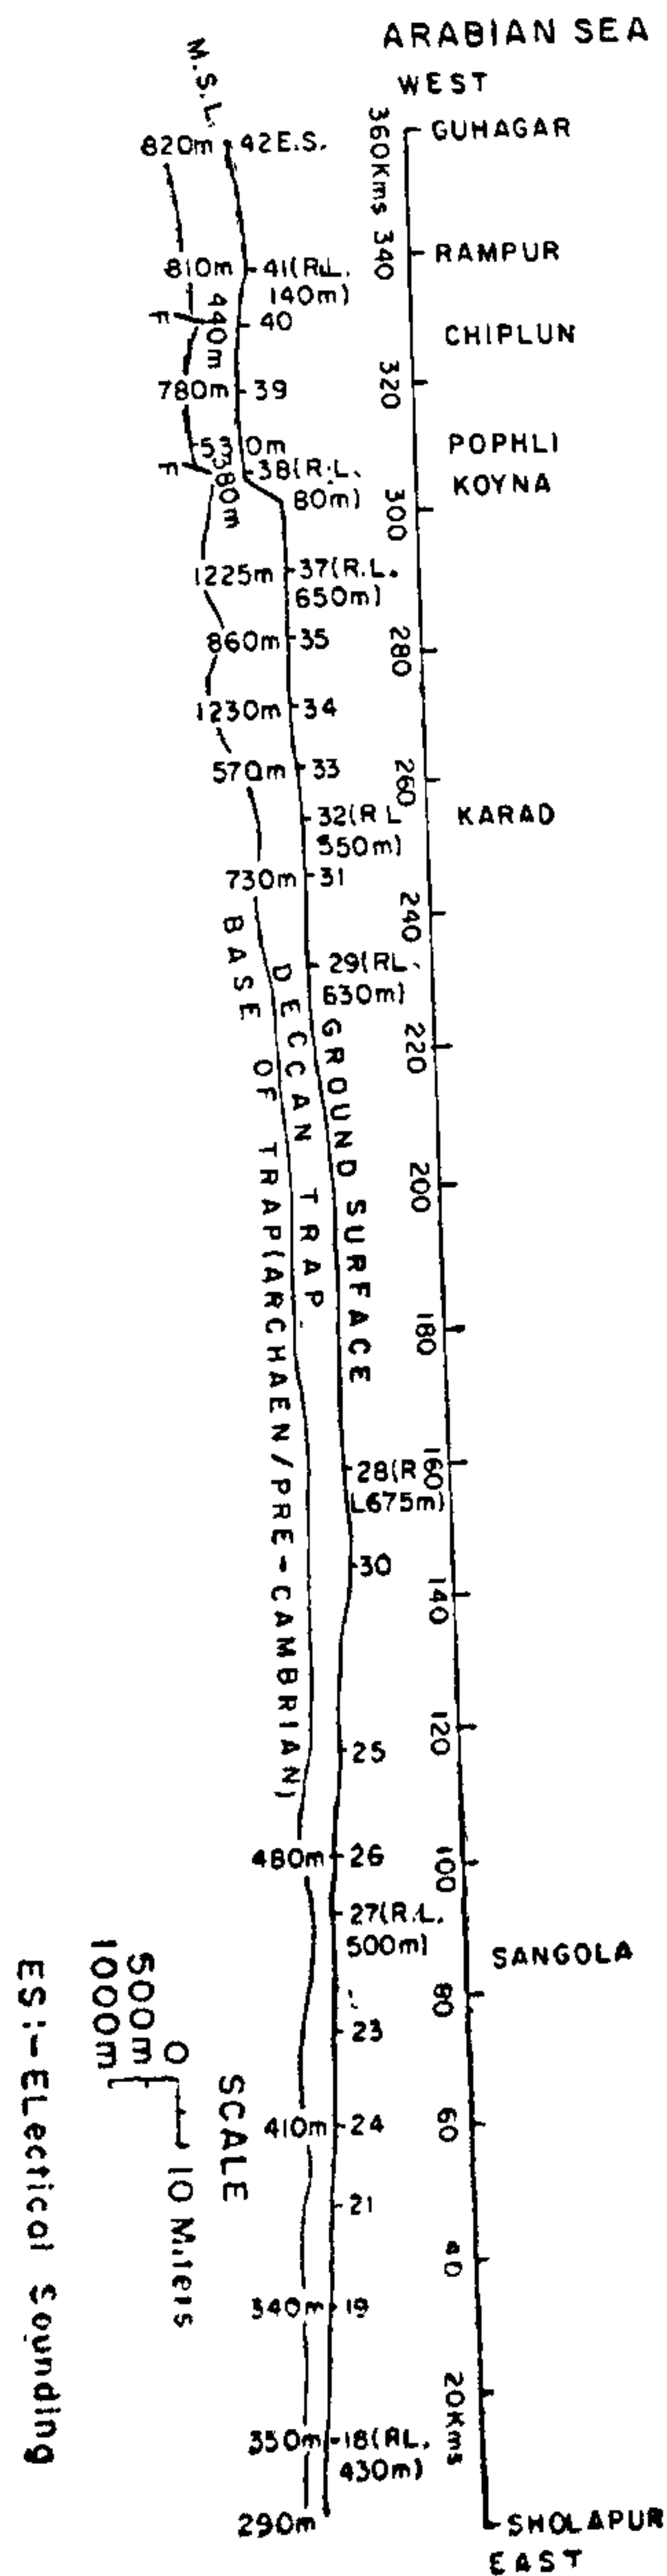 ARABIAN SEA
WEST
M.S.L.
360Kms
GUHAGAR
820m 42E.S.
340
RAMPUR
810m 41(R.L.
140m)
F
440m
40
CHIPLUN
320
780m 39
530m
POPHLI
F
380m
38(R.L.
80m)
KOYNA
300
1225m 37(R.L.
650m)
860m 35
280
1230m 34
570m 33
260
32(RL
550m)
KARAD
730m 31
240
29(RL.
630m)
220
BASE OF TRAP(ARCHAEN/PRE-CAMBRIAN)
DECCAN TRAP
GROUND SURFACE
200
180
160
28(R
L675m)
30
140
25
120
480m 26
100
27(R.L.
500m)
SANGOLA
80
23
410m 24
60
21
40
340m 19
20Kms
350m 18(RL.
430m)
290m
SHOLAPUR
EAST
SCALE
0
500m
1000m
10 Miters
ES:-Electical Sounding